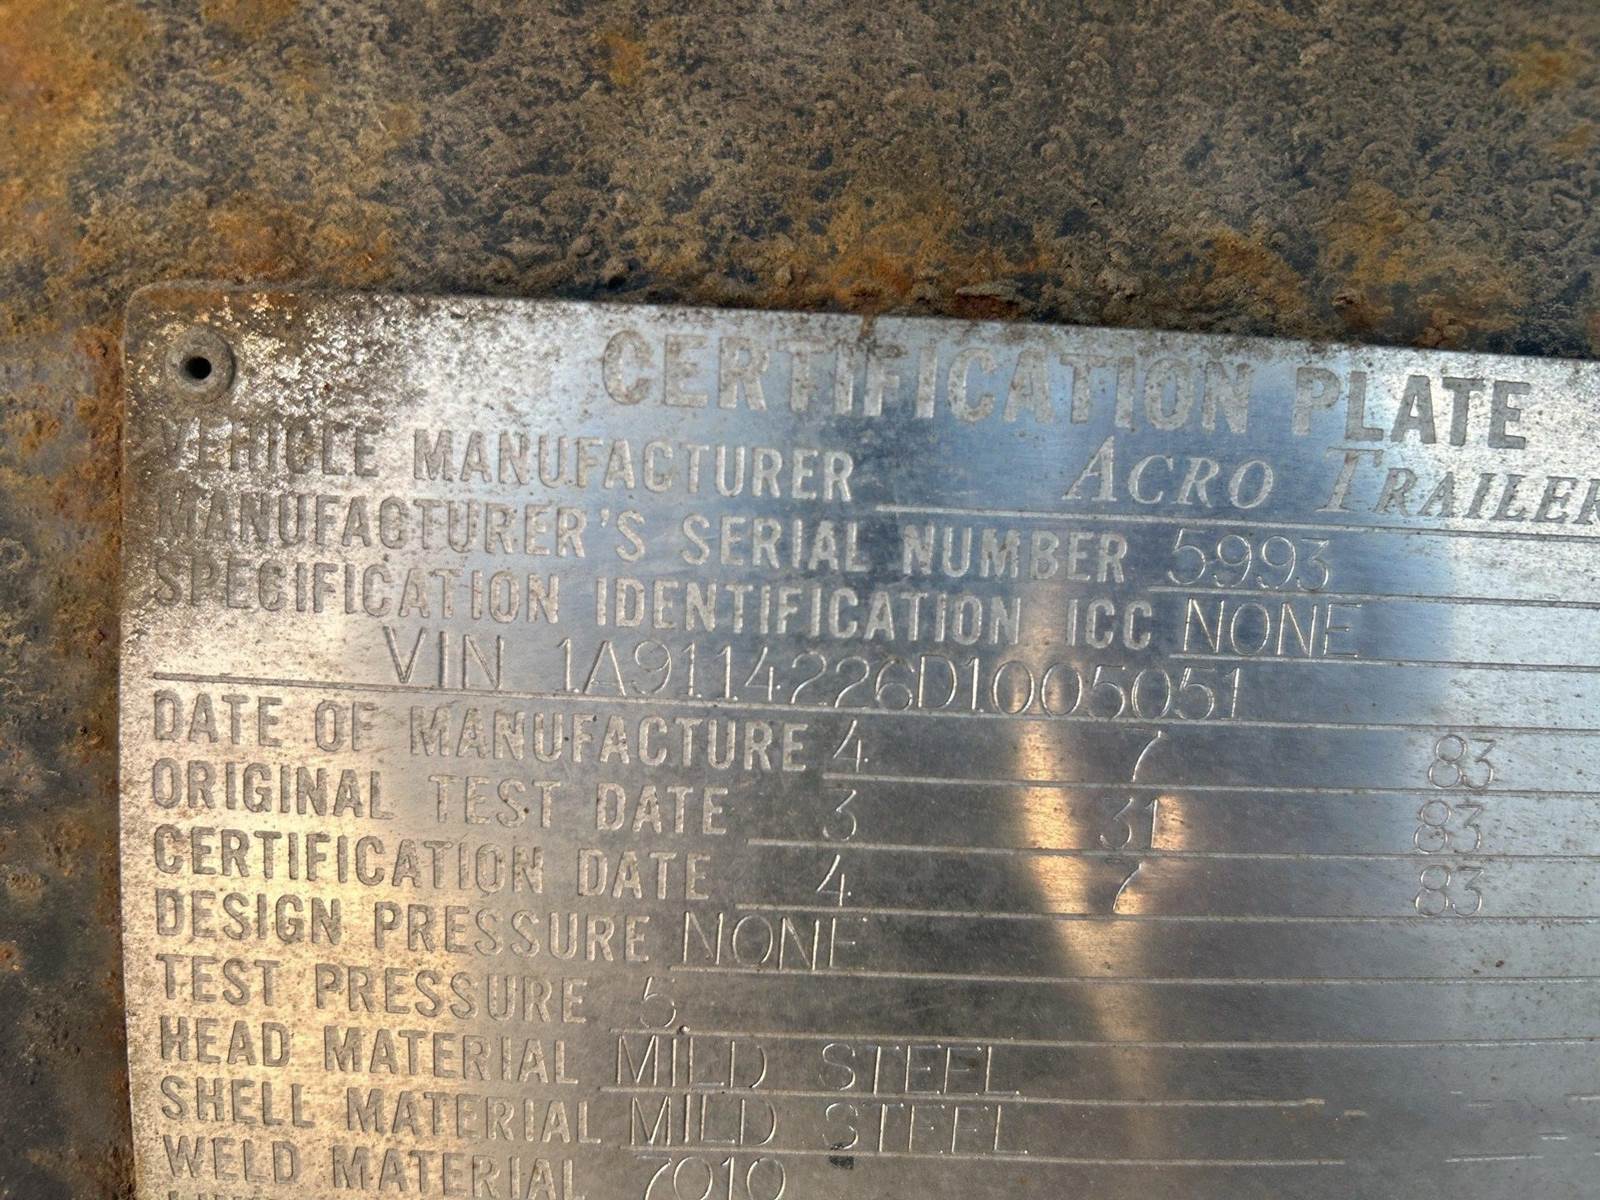 CERTIFICATION PLATE
VEHICLE MANUFACTURER ACRO TRAILER
MANUFACTURER'S SERIAL NUMBER 5993
SPECIFICATION IDENTIFICATION ICC NONE
VIN 1A9114226D1005051
DATE OF MANUFACTURE 4 7 83
ORIGINAL TEST DATE 3 31 83
CERTIFICATION DATE 4 7 83
DESIGN PRESSURE NONE
TEST PRESSURE 5
HEAD MATERIAL MILD STEEL
SHELL MATERIAL MILD STEEL
WELD MATERIAL 7010